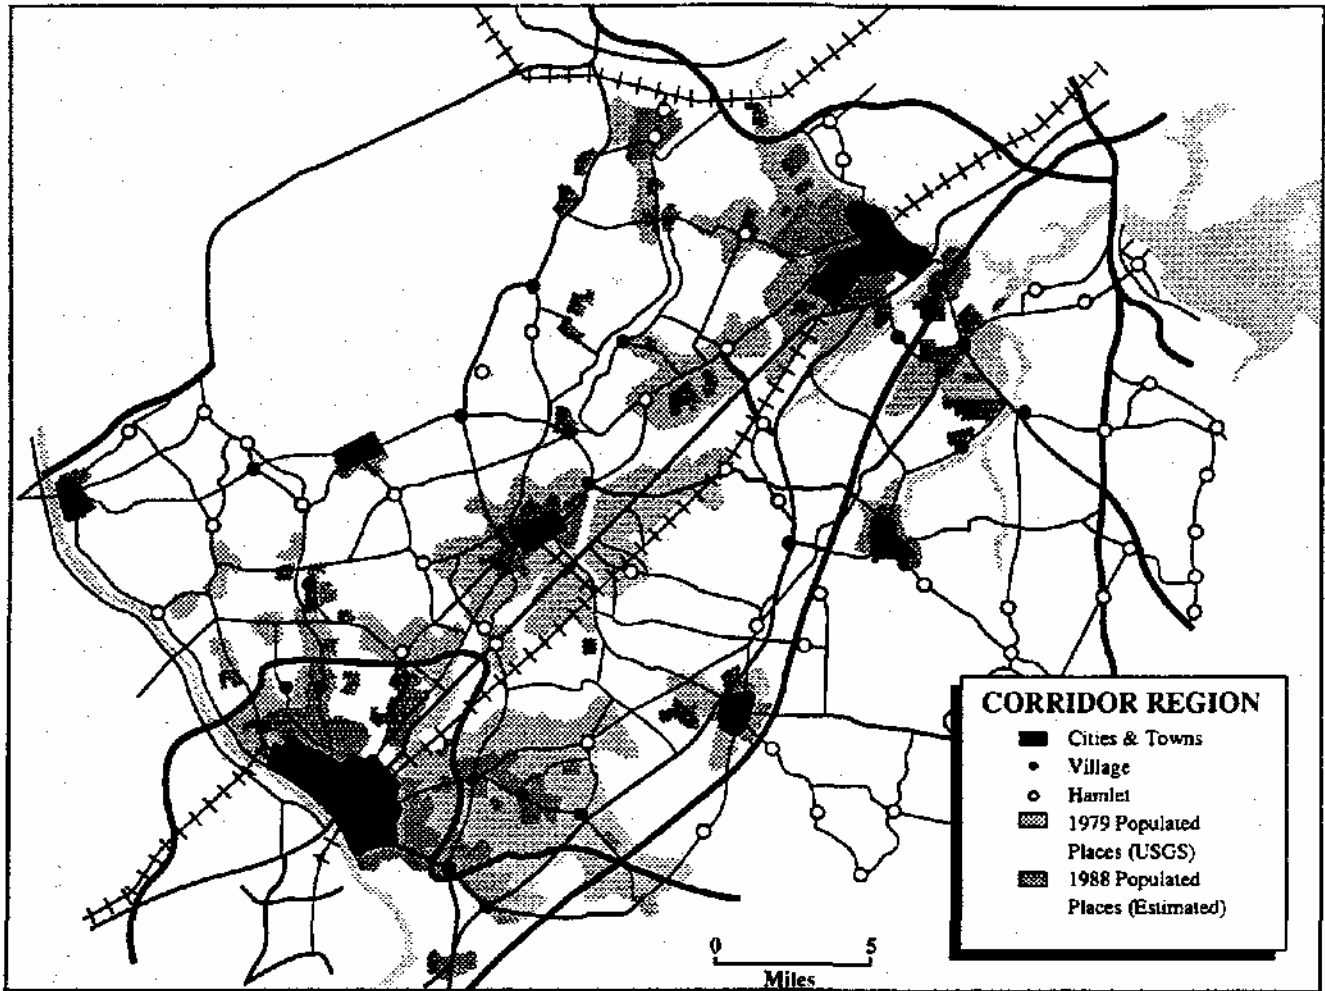 CORRIDOR REGION
Cities & Towns
Village
Hamlet
1979 Populated
Places (USGS)
1988 Populated
Places (Estimated)
0 5
Miles